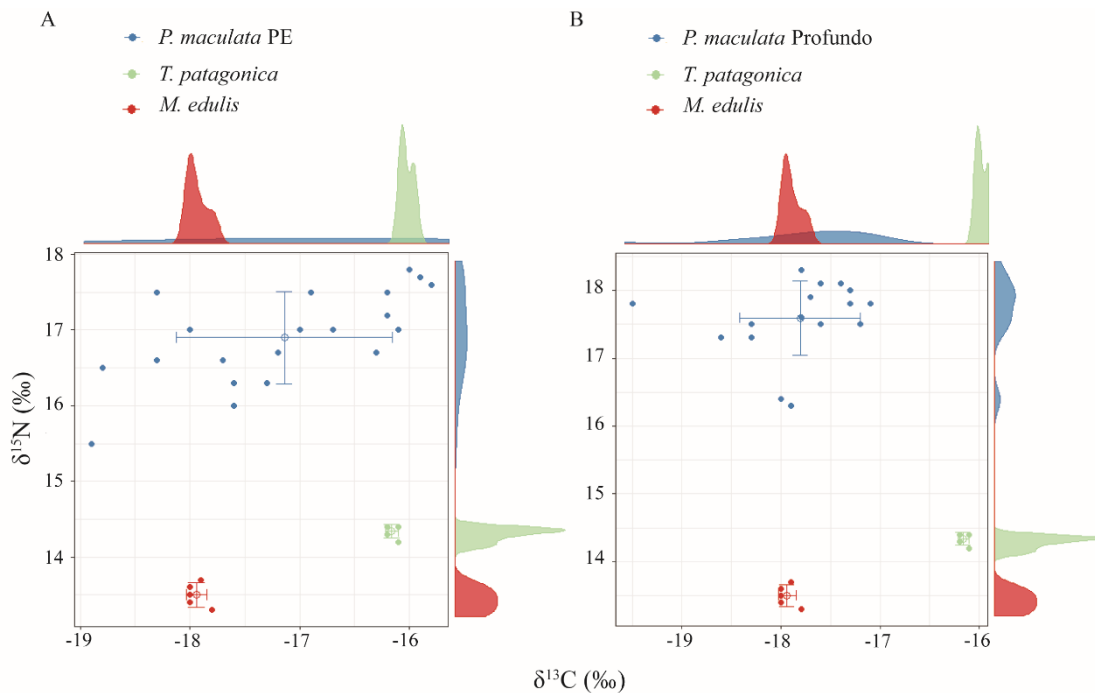 A
P. maculata PE
T. patagonica
M. edulis
18
17
16
15
14
-19
-18
-17
-16
B
P. maculata Profundo
T. patagonica
M. edulis
18
17
16
15
14
-19
-18
-17
-16
δ¹⁵N (‰)
δ¹³C (‰)